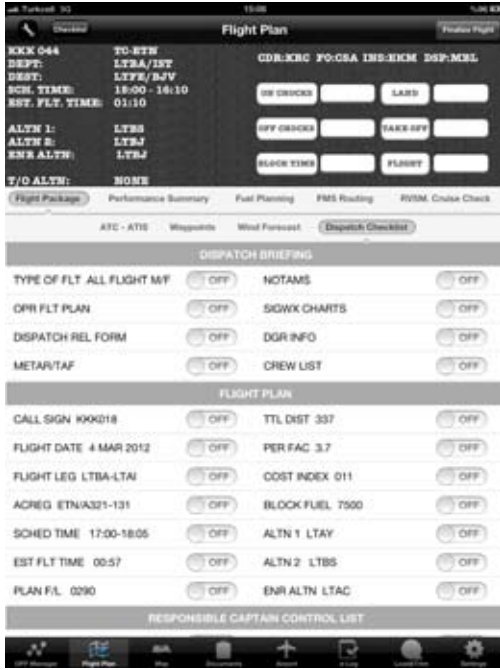 Turkcell 3G 15:08
Checklist Flight Plan Finalize Flight
KKK 044 TC-ETN
DEPT: LTBA/IST
DEST: LTFE/BJV
SCH. TIME: 15:00 - 16:10
EST. FLT. TIME: 01:10
ALTN 1: LTBS
ALTN 2: LTBJ
ENR ALTN: LTBJ
T/O ALTN: NONE
CDR:KRC FO:CSA INS:HKM DSP:MBL
ON CHOCKS LAND
OFF CHOCKS TAKE OFF
BLOCK TIME FLIGHT
Flight Package Performance Summary Fuel Planning FMS Routing RVSM, Cruise Check
ATC - ATIS Waypoints Wind Forecast Dispatch Checklist
DISPATCH BRIEFING
TYPE OF FLT ALL FLIGHT M/F OFF NOTAMS OFF
OPR FLT PLAN OFF SIGWX CHARTS OFF
DISPATCH REL FORM OFF DGR INFO OFF
METAR/TAF OFF CREW LIST OFF
FLIGHT PLAN
CALL SIGN KKK018 OFF TTL DIST 337 OFF
FLIGHT DATE 4 MAR 2012 OFF PER FAC 3.7 OFF
FLIGHT LEG LTBA-LTAI OFF COST INDEX 011 OFF
ACREG ETN/A321-131 OFF BLOCK FUEL 7500 OFF
SCHED TIME 17:00-18:05 OFF ALTN 1 LTAY OFF
EST FLT TIME 00:57 OFF ALTN 2 LTBS OFF
PLAN F/L 0290 OFF ENR ALTN LTAC OFF
RESPONSIBLE CAPTAIN CONTROL LIST
Flight Plan Map Documents Airport